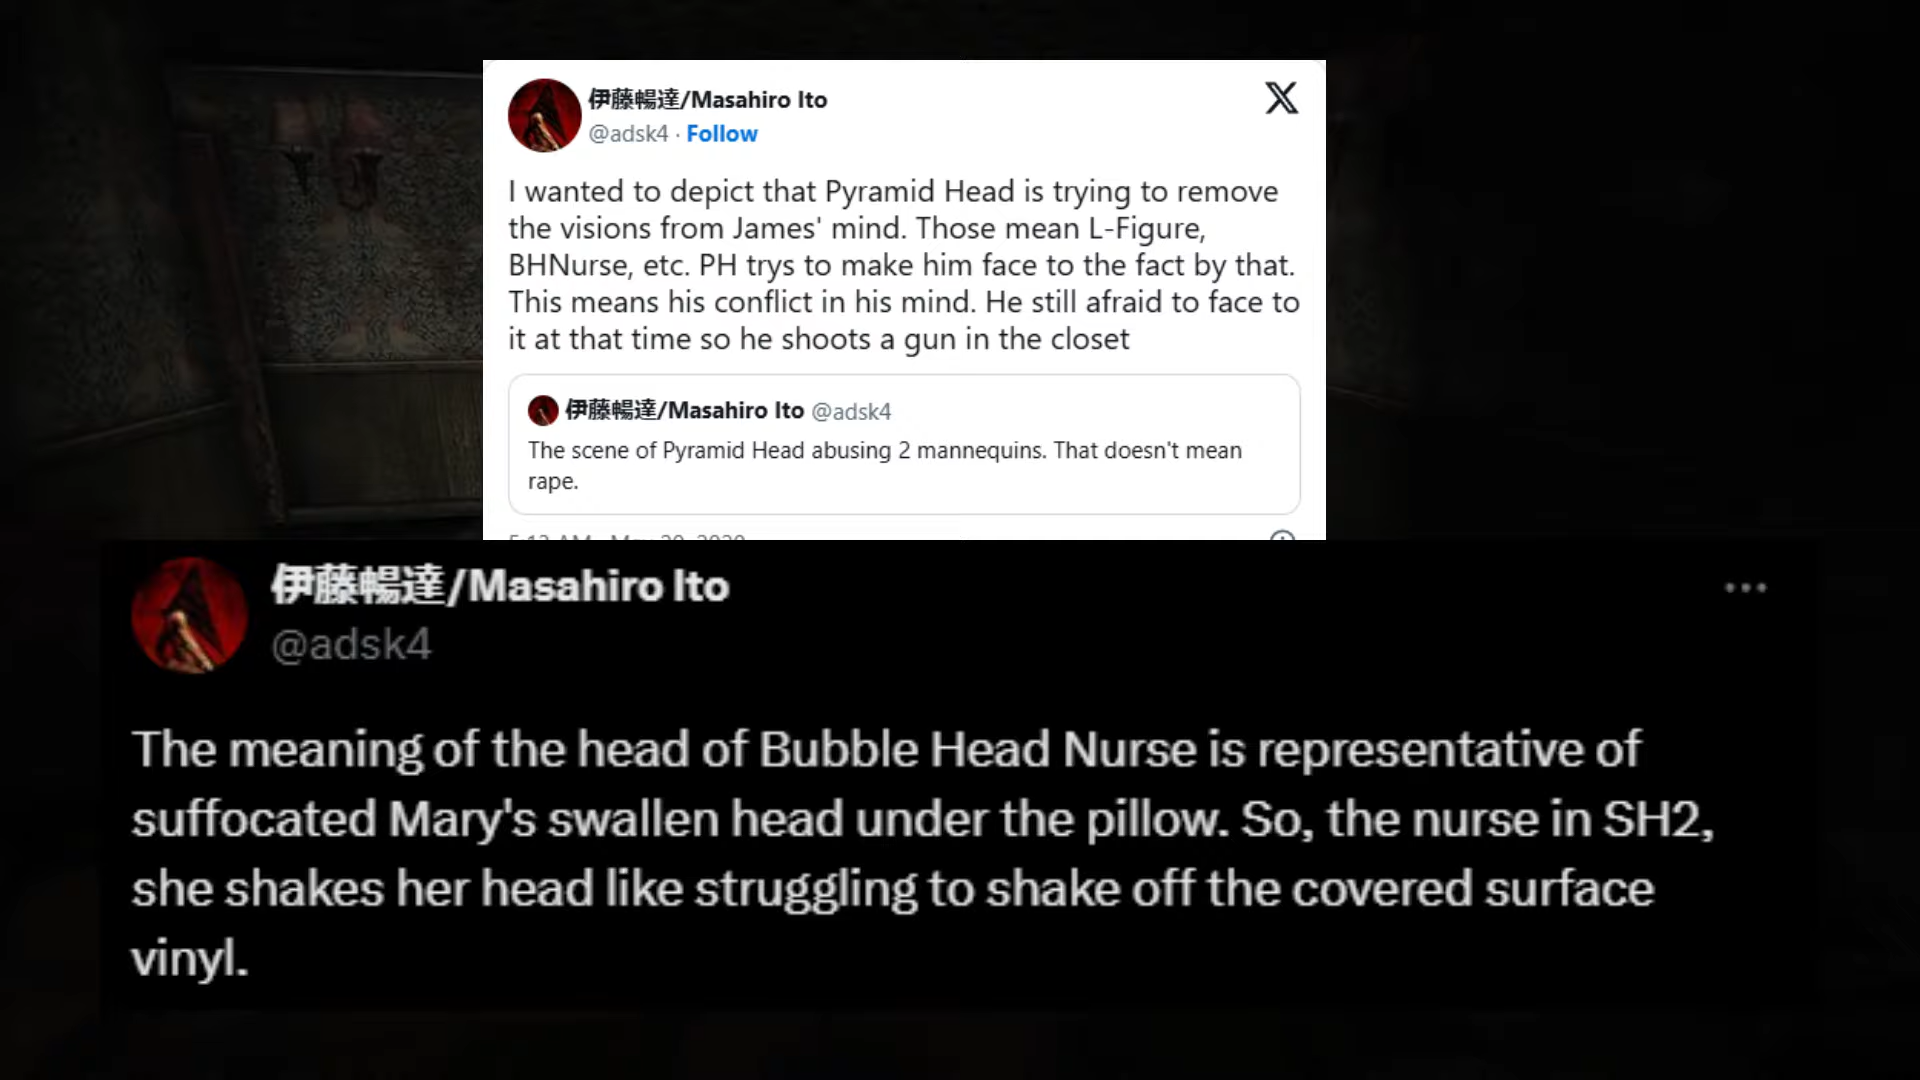 伊藤暢達/Masahiro Ito
@adsk4 · Follow
I wanted to depict that Pyramid Head is trying to remove
the visions from James' mind. Those mean L-Figure,
BHNurse, etc. PH trys to make him face to the fact by that.
This means his conflict in his mind. He still afraid to face to
it at that time so he shoots a gun in the closet
伊藤暢達/Masahiro Ito @adsk4
The scene of Pyramid Head abusing 2 mannequins. That doesn't mean
rape.
伊藤暢達/Masahiro Ito
@adsk4
The meaning of the head of Bubble Head Nurse is representative of
suffocated Mary's swallen head under the pillow. So, the nurse in SH2,
she shakes her head like struggling to shake off the covered surface
vinyl.